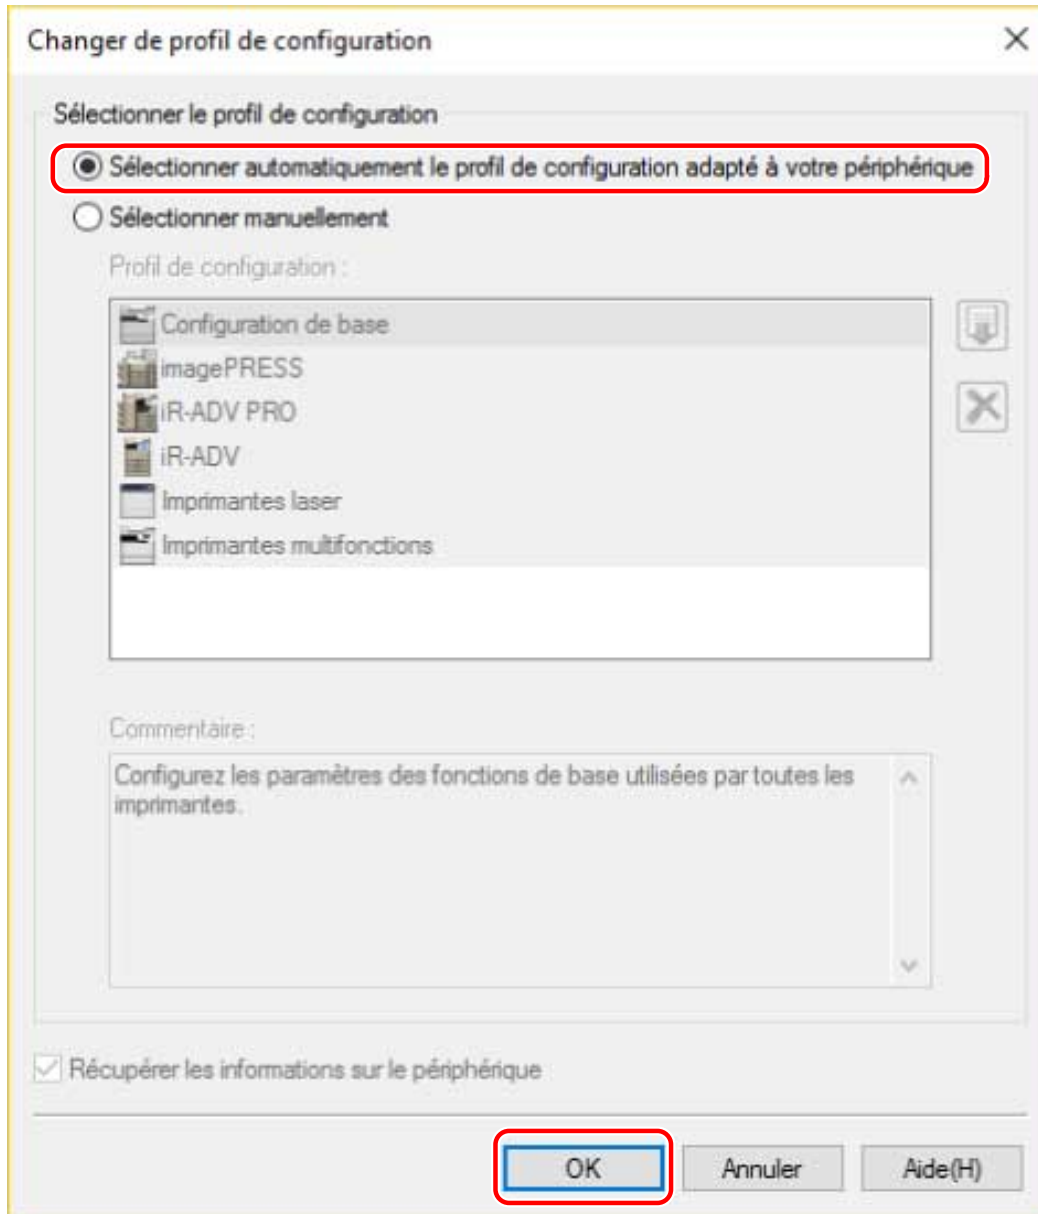 Changer de profil de configuration
Sélectionner le profil de configuration
Sélectionner automatiquement le profil de configuration adapté à votre périphérique
Sélectionner manuellement
Profil de configuration :
Configuration de base
imagePRESS
iR-ADV PRO
iR-ADV
Imprimantes laser
Imprimantes multifonctions
Commentaire :
Configurez les paramètres des fonctions de base utilisées par toutes les
imprimantes.
Récupérer les informations sur le périphérique
OK Annuler Aide(H)